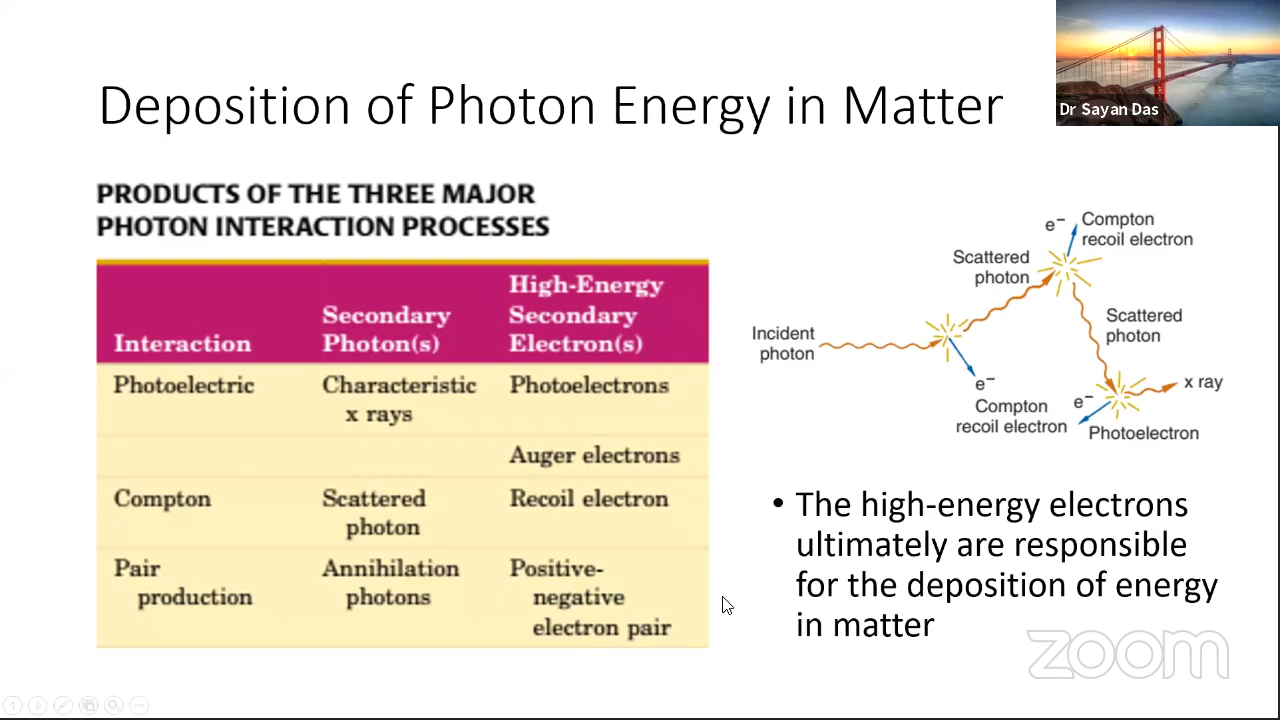 Dr Sayan Das
Deposition of Photon Energy in Matter
PRODUCTS OF THE THREE MAJOR
PHOTON INTERACTION PROCESSES
Interaction
Secondary
Photon(s)
High-Energy
Secondary
Electron(s)
Photoelectric
Characteristic
x rays
Photoelectrons
Auger electrons
Compton
Scattered
photon
Recoil electron
Pair
production
Annihilation
photons
Positive-
negative
electron pair
Incident
photon
Scattered
photon
e⁻
Compton
recoil electron
e⁻
Compton
recoil electron
Scattered
photon
e⁻
x ray
Photoelectron
• The high-energy electrons
ultimately are responsible
for the deposition of energy
in matter
zoom